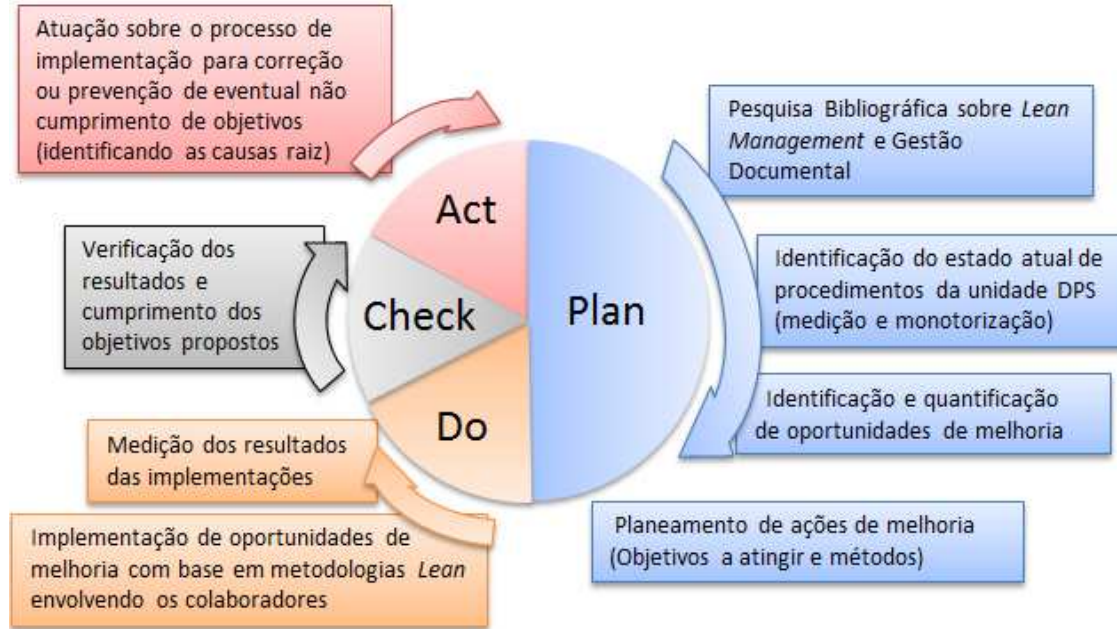 Atuação sobre o processo de
implementação para correção
ou prevenção de eventual não
cumprimento de objetivos
(identificando as causas raiz)
Pesquisa Bibliográfica sobre Lean
Management e Gestão
Documental
Act
Verificação dos
resultados e
cumprimento dos
objetivos propostos
Check
Plan
Identificação do estado atual de
procedimentos da unidade DPS
(medição e monotorização)
Identificação e quantificação
de oportunidades de melhoria
Do
Medição dos resultados
das implementações
Planeamento de ações de melhoria
(Objetivos a atingir e métodos)
Implementação de oportunidades de
melhoria com base em metodologias Lean
envolvendo os colaboradores